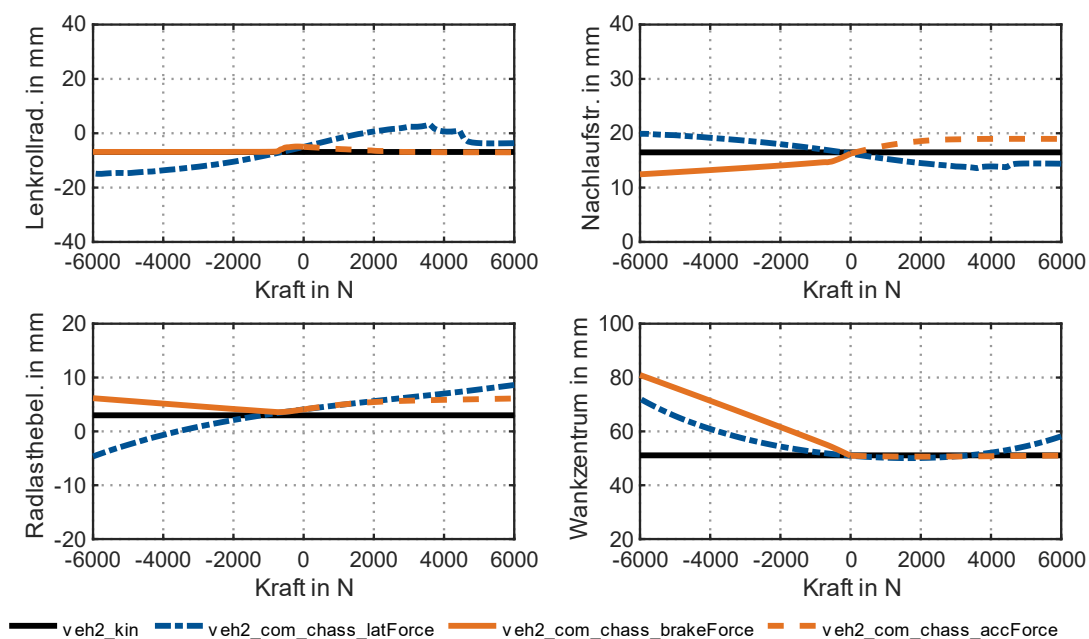 40
20
0
-20
-40
Lenkrollrad. in mm
-6000 -4000 -2000 0 2000 4000 6000
Kraft in N
40
30
20
10
0
Nachlaufstr. in mm
-6000 -4000 -2000 0 2000 4000 6000
Kraft in N
20
10
0
-10
-20
Radlasthebel. in mm
-6000 -4000 -2000 0 2000 4000 6000
Kraft in N
100
80
60
40
20
Wankzentrum in mm
-6000 -4000 -2000 0 2000 4000 6000
Kraft in N
veh2_kin veh2_com_chass_latForce veh2_com_chass_brakeForce veh2_com_chass_accForce